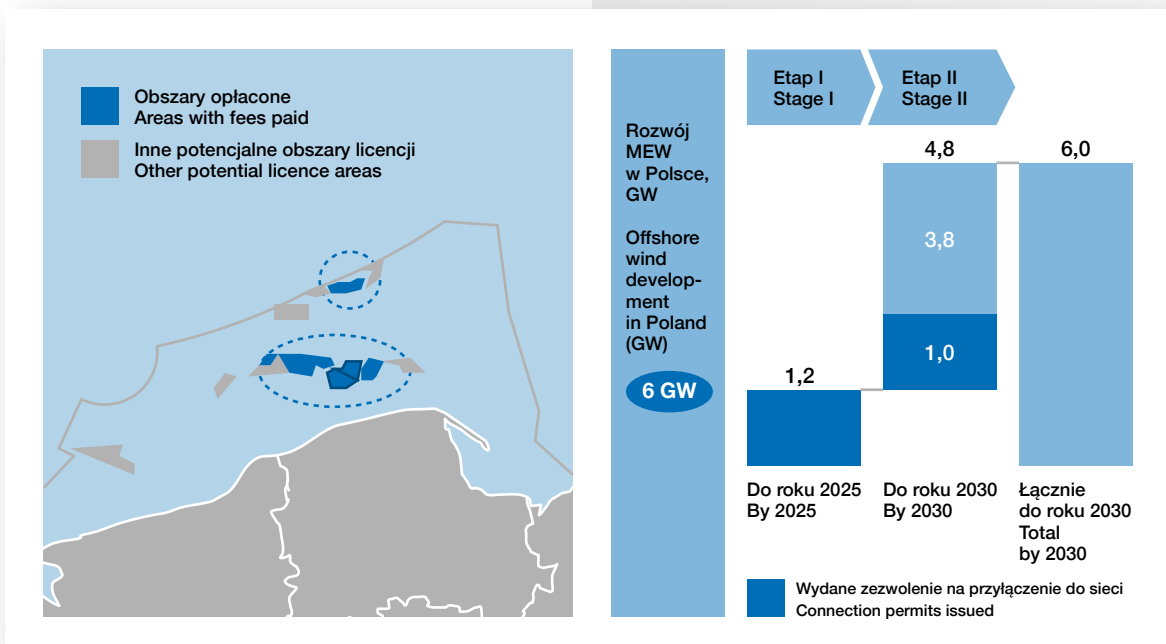 Obszary opłacone
Areas with fees paid
Inne potencjalne obszary licencji
Other potential licence areas
Rozwój
MEW
w Polsce,
GW
Offshore
wind
develop-
ment
in Poland
(GW)
6 GW
Etap I
Stage I
Etap II
Stage II
4,8
6,0
3,8
1,0
1,2
Do roku 2025
By 2025
Do roku 2030
By 2030
Łącznie
do roku 2030
Total
by 2030
Wydane zezwolenie na przyłączenie do sieci
Connection permits issued